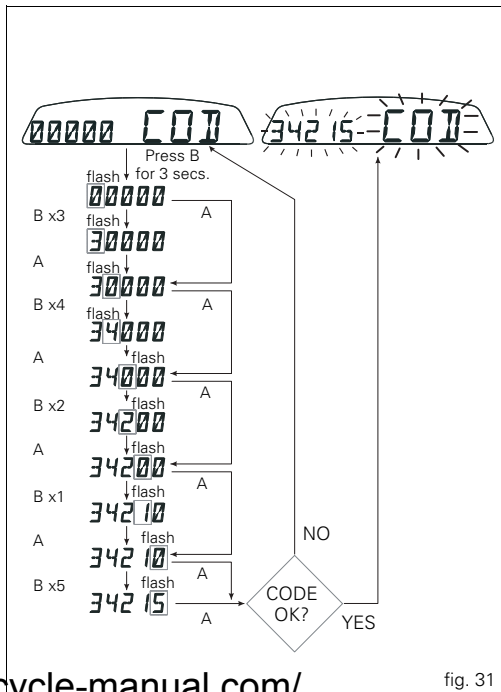 00000 COD
34215 COD
Press B
for 3 secs.
flash
00000
A
B x3
flash
30000
A
flash
30000
A
B x4
flash
34000
A
flash
34000
A
B x2
flash
34200
A
flash
34200
A
B x1
flash
34210
A
flash
34210
A
B x5
flash
34215
A
CODE
OK?
NO
YES
cycle-manual.com/
fig. 31